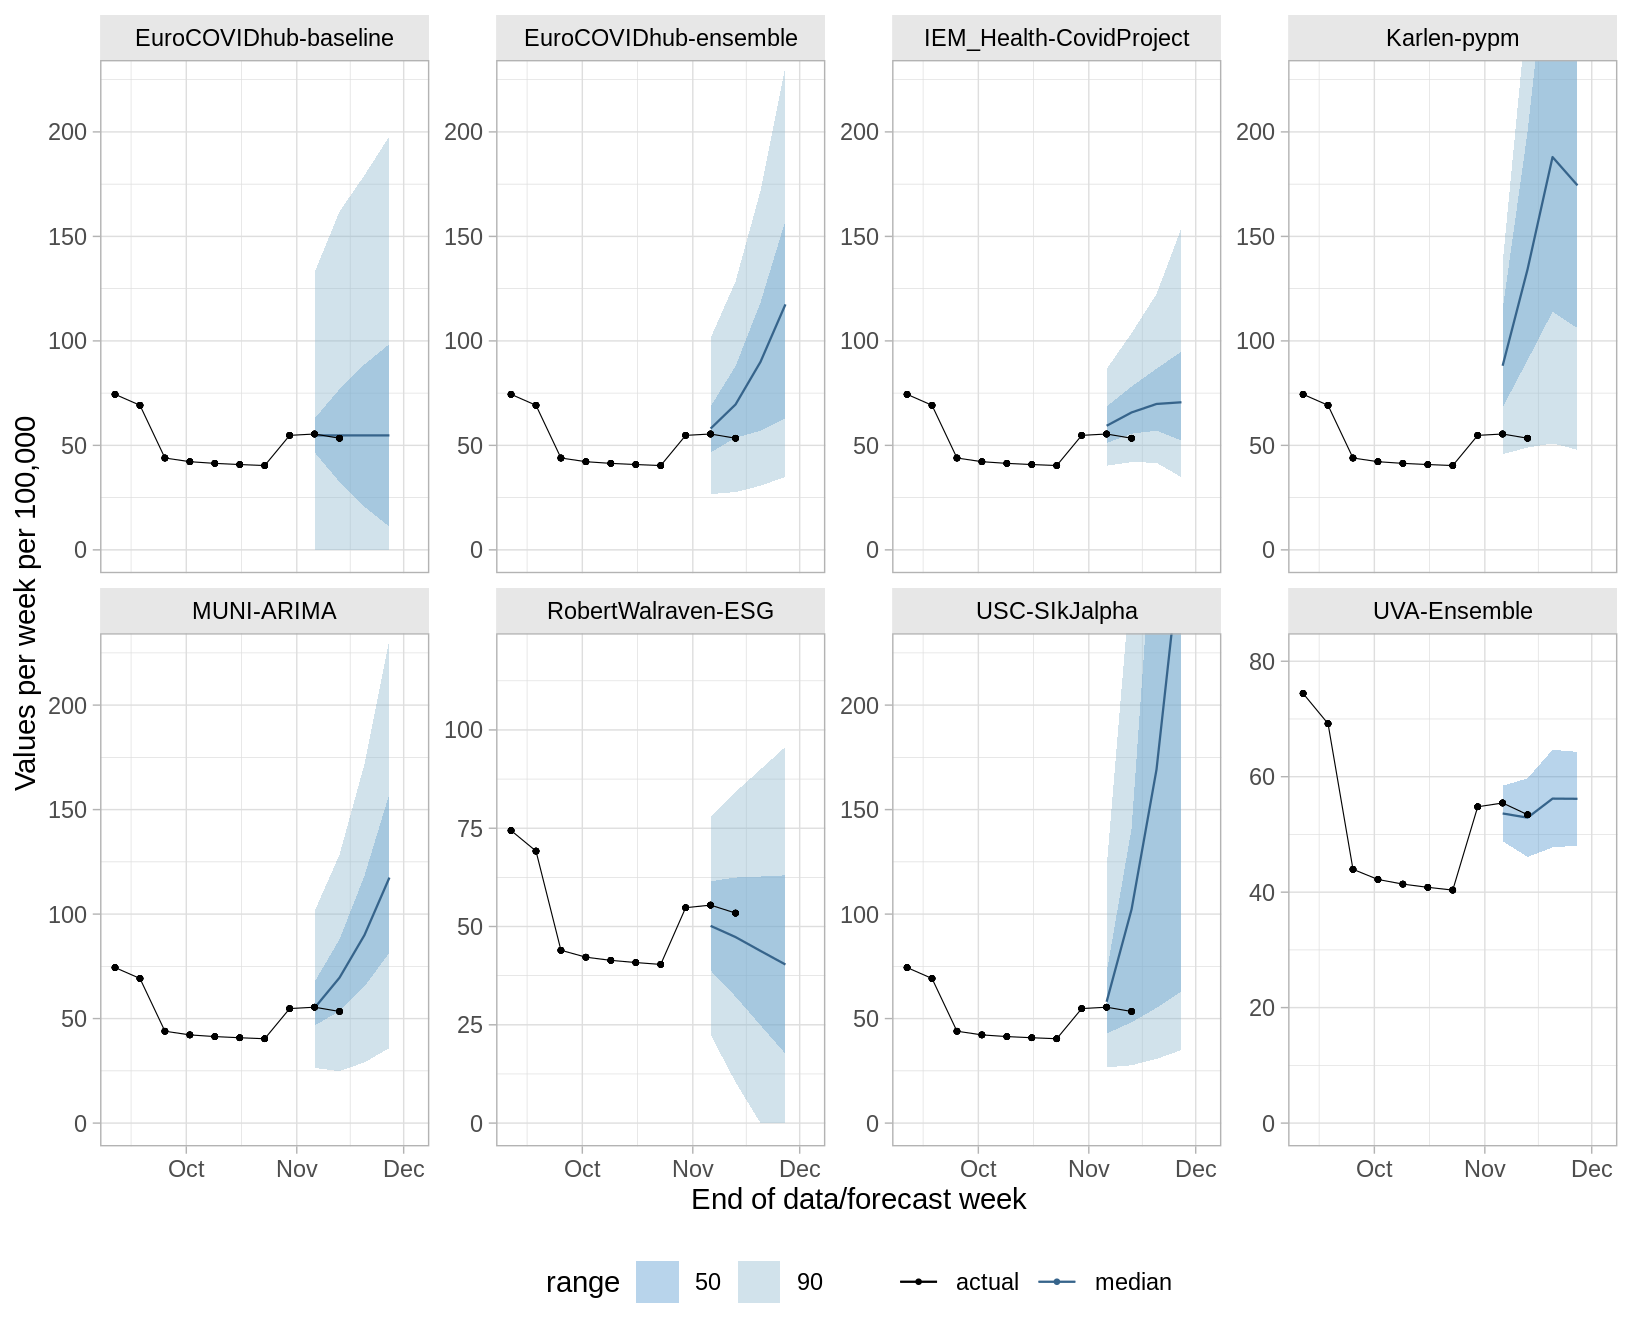 EuroCOVIDhub-baseline
EuroCOVIDhub-ensemble
IEM_Health-CovidProject
Karlen-pypm
200
150
100
50
0
200
150
100
50
0
200
150
100
50
0
200
150
100
50
0
Values per week per 100,000
MUNI-ARIMA
RobertWalraven-ESG
USC-SIkJalpha
UVA-Ensemble
200
150
100
50
0
100
75
50
25
0
200
150
100
50
0
80
60
40
20
0
Oct Nov Dec
Oct Nov Dec
Oct Nov Dec
Oct Nov Dec
End of data/forecast week
range 50 90 actual median